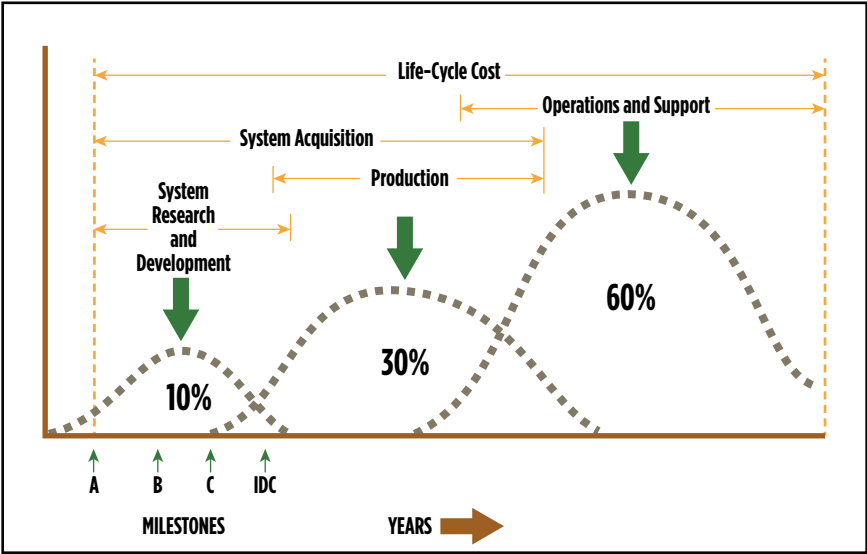 Life-Cycle Cost
Operations and Support
System Acquisition
Production
System
Research
and
Development
10%
30%
60%
A
B
C
IDC
MILESTONES
YEARS